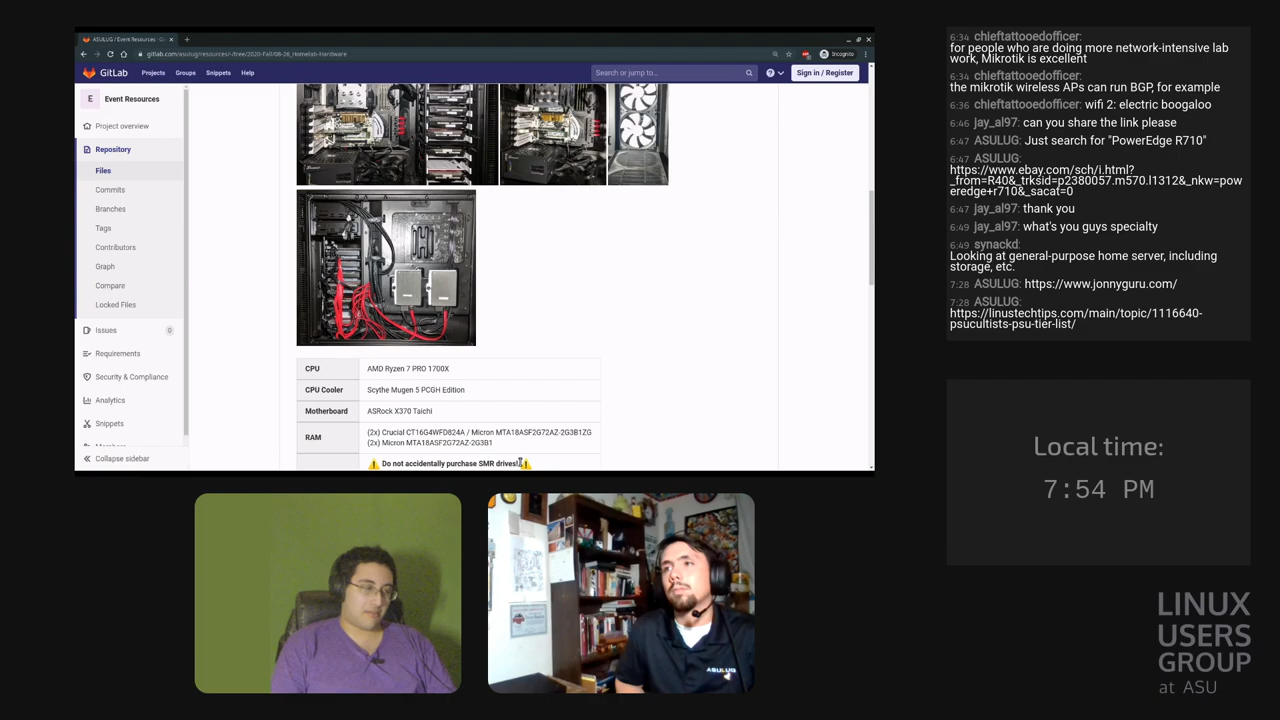 ASULUG / Event Resources · Gi
gitlab.com/asulug/resources/-/tree/2020-Fall/08-26_Homelab-Hardware
Incognito
GitLab
Projects
Groups
Snippets
Help
Search or jump to...
Sign in / Register
E
Event Resources
Project overview
Repository
Files
Commits
Branches
Tags
Contributors
Graph
Compare
Locked Files
Issues
0
Requirements
Security & Compliance
Analytics
Snippets
Members
Collapse sidebar
CPU
AMD Ryzen 7 PRO 1700X
CPU Cooler
Scythe Mugen 5 PCGH Edition
Motherboard
ASRock X370 Taichi
RAM
(2x) Crucial CT16G4WFD824A / Micron MTA18ASF2G72AZ-2G3B1ZG
(2x) Micron MTA18ASF2G72AZ-2G3B1
Do not accidentally purchase SMR drives!
ASULUG
6:34 chieftattooedofficer:
for people who are doing more network-intensive lab
work, Mikrotik is excellent
6:34 chieftattooedofficer:
the mikrotik wireless APs can run BGP, for example
6:36 chieftattooedofficer: wifi 2: electric boogaloo
6:46 jay_al97: can you share the link please
6:47 ASULUG: Just search for "PowerEdge R710"
6:47 ASULUG:
https://www.ebay.com/sch/i.html?
_from=R40&_trksid=p2380057.m570.l1312&_nkw=pow
eredge+r710&_sacat=0
6:47 jay_al97: thank you
6:49 jay_al97: what's you guys specialty
6:49 synackd:
Looking at general-purpose home server, including
storage, etc.
7:28 ASULUG: https://www.jonnyguru.com/
7:28 ASULUG:
https://linustechtips.com/main/topic/1116640-
psucultists-psu-tier-list/
Local time:
7:54 PM
LINUX
USERS
GROUP
at ASU